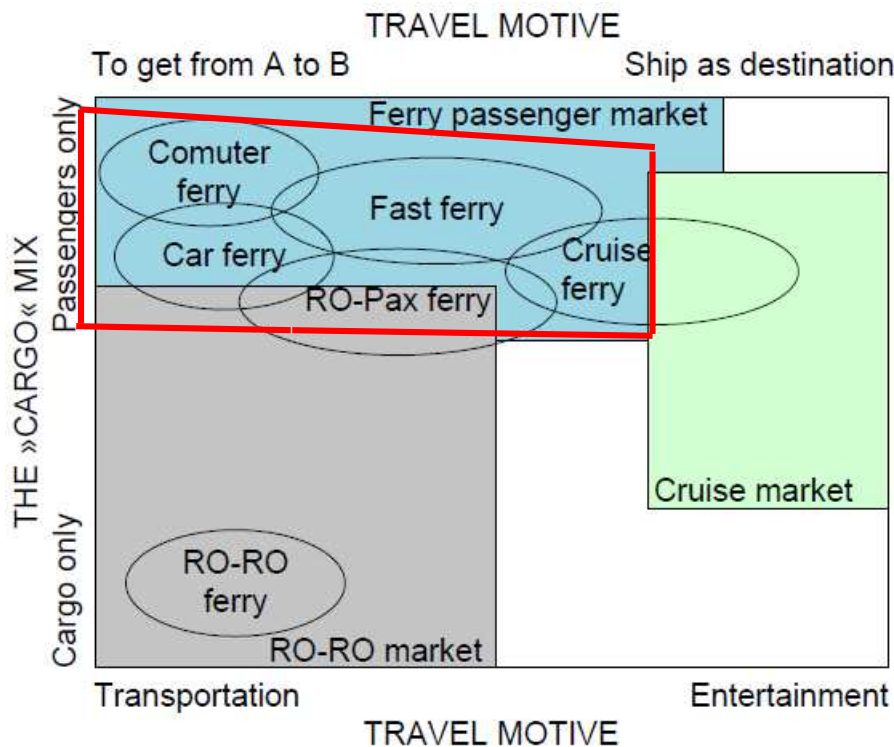 TRAVEL MOTIVE
To get from A to B
Ship as destination
THE »CARGO« MIX
Passengers only
Cargo only
Ferry passenger market
Comuter
ferry
Fast ferry
Car ferry
Cruise
ferry
RO-Pax ferry
Cruise market
RO-RO
ferry
RO-RO market
Transportation
Entertainment
TRAVEL MOTIVE